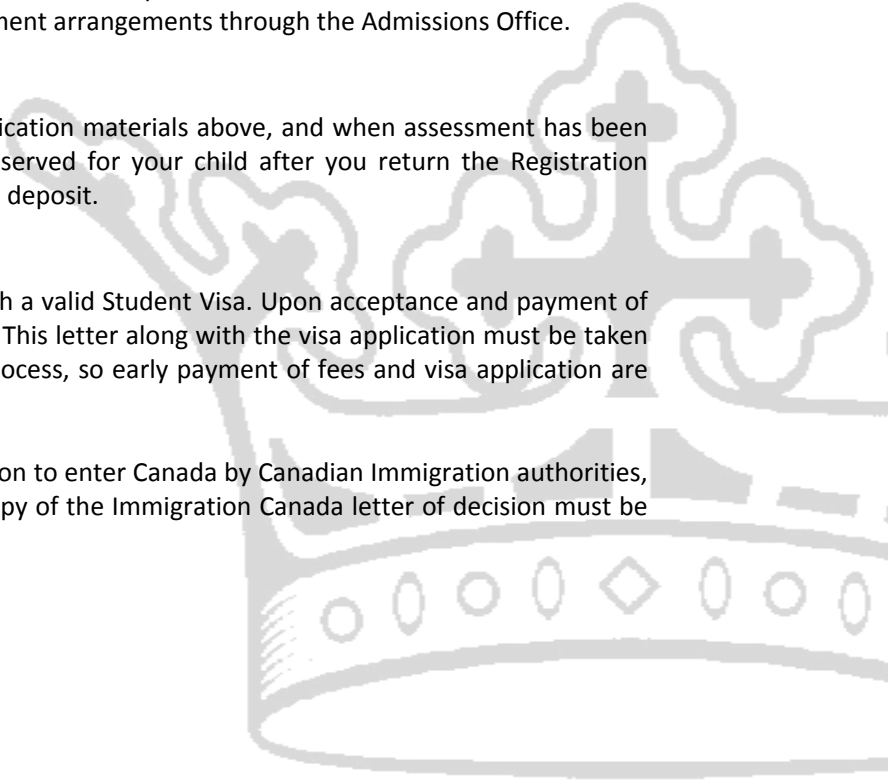 ment arrangements through the Admissions Office.
ication materials above, and when assessment has been
served for your child after you return the Registration
deposit.
h a valid Student Visa. Upon acceptance and payment of
This letter along with the visa application must be taken
ocess, so early payment of fees and visa application are
on to enter Canada by Canadian Immigration authorities,
py of the Immigration Canada letter of decision must be